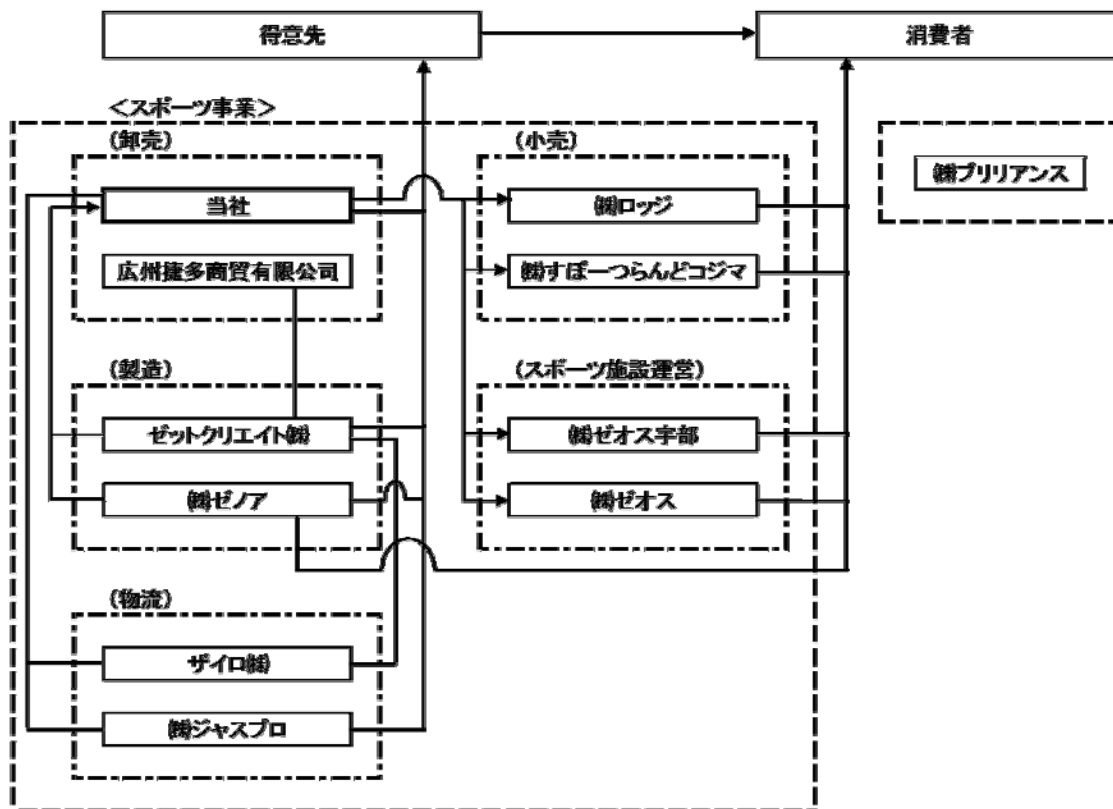 得意先
消費者
<スポーツ事業>
(卸売)
当社
広州捷多商貿有限公司
(製造)
ゼットクリエイト㈱
㈱ゼノア
(物流)
ザイロ㈱
㈱ジャスプロ
(小売)
㈱ロッジ
㈱すぽーつらんどコジマ
(スポーツ施設運営)
㈱ゼオス宇部
㈱ゼオス
㈱ブリリアンス